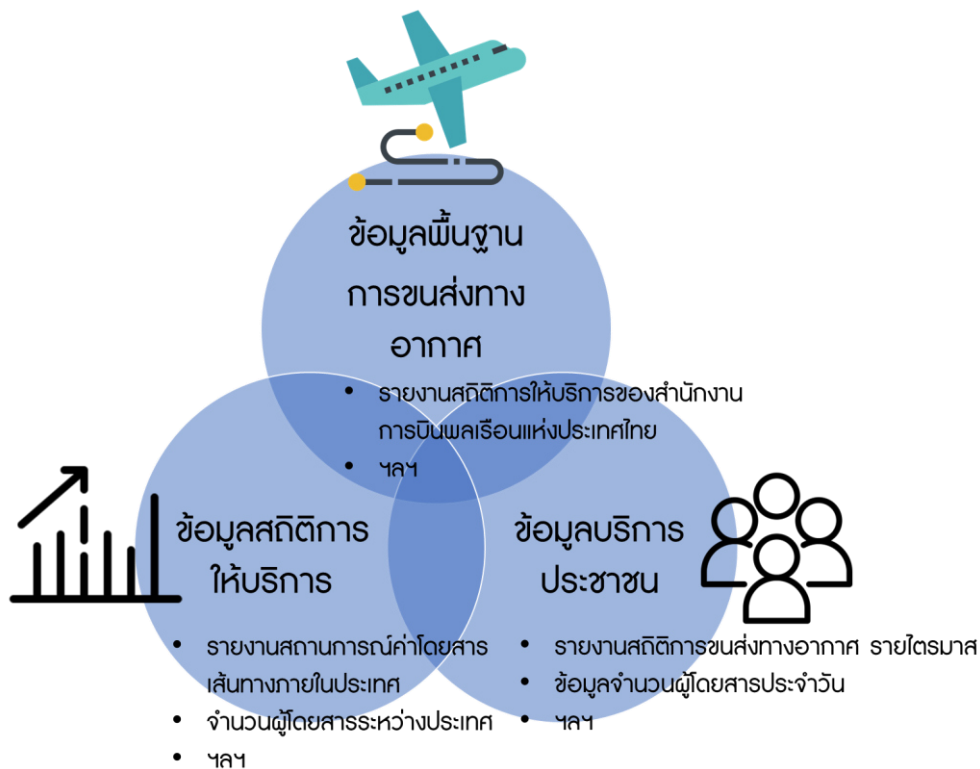 ข้อมูลพื้นฐาน
การขนส่งทาง
อากาศ
• รายงานสถิติการให้บริการของสำนักงาน
การบินพลเรือนแห่งประเทศไทย
• ฯลฯ
ข้อมูลสถิติการ
ให้บริการ
• รายงานสถานการณ์ค่าโดยสาร
เส้นทางภายในประเทศ
• จำนวนผู้โดยสารระหว่างประเทศ
• ฯลฯ
ข้อมูลบริการ
ประชาชน
• รายงานสถิติการขนส่งทางอากาศ รายไตรมาส
• ข้อมูลจำนวนผู้โดยสารประจำวัน
• ฯลฯ